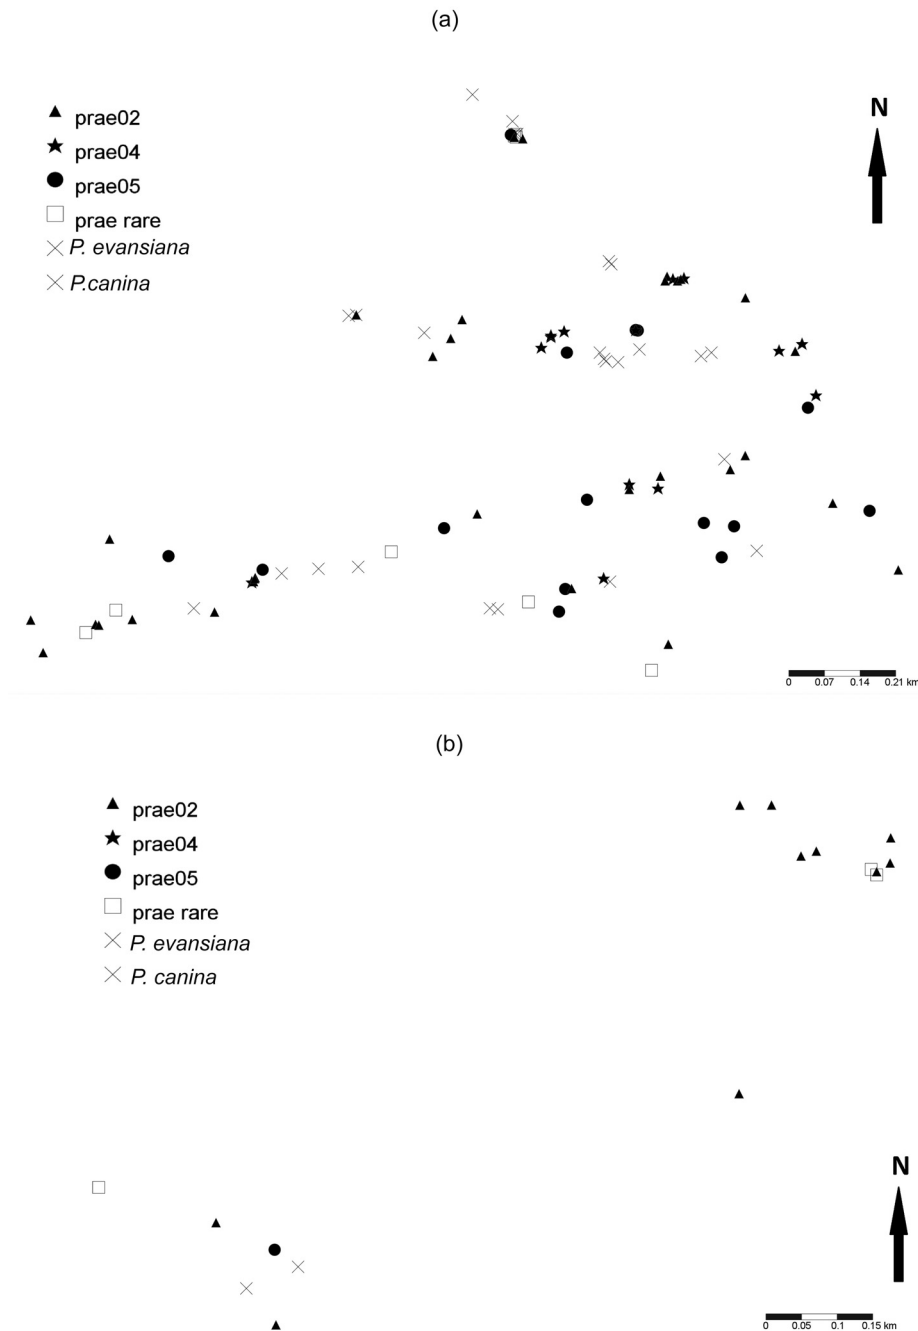 (a)
N
prae02
prae04
prae05
prae rare
P. evansiana
P.canina
0 0.07 0.14 0.21 km
(b)
prae02
prae04
prae05
prae rare
P. evansiana
P. canina
N
0 0.05 0.10 0.15 km